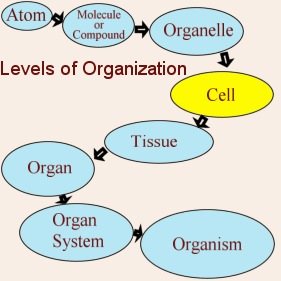 Atom
Molecule
or
Compound
Organelle
Levels of Organization
Cell
Tissue
Organ
Organ
System
Organism